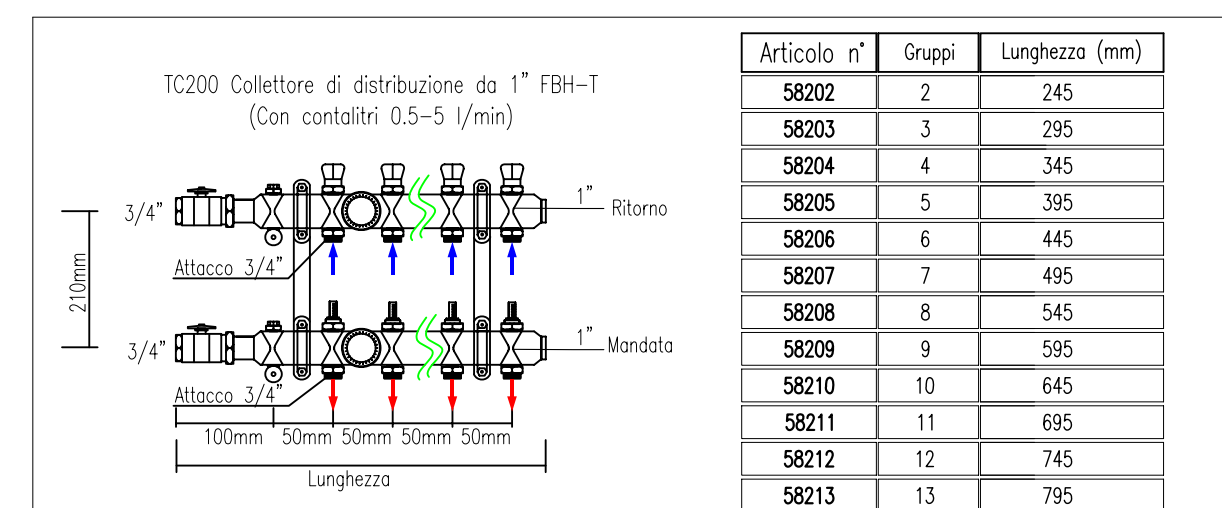 TC200 Collettore di distribuzione da 1” FBH-T
(Con contalitri 0.5-5 l/min)
3/4”
1”
Ritorno
Attacco 3/4”
210mm
3/4”
1”
Mandata
Attacco 3/4”
100mm 50mm 50mm 50mm 50mm
Lunghezza
Articolo n° Gruppi Lunghezza (mm)
58202 2 245
58203 3 295
58204 4 345
58205 5 395
58206 6 445
58207 7 495
58208 8 545
58209 9 595
58210 10 645
58211 11 695
58212 12 745
58213 13 795